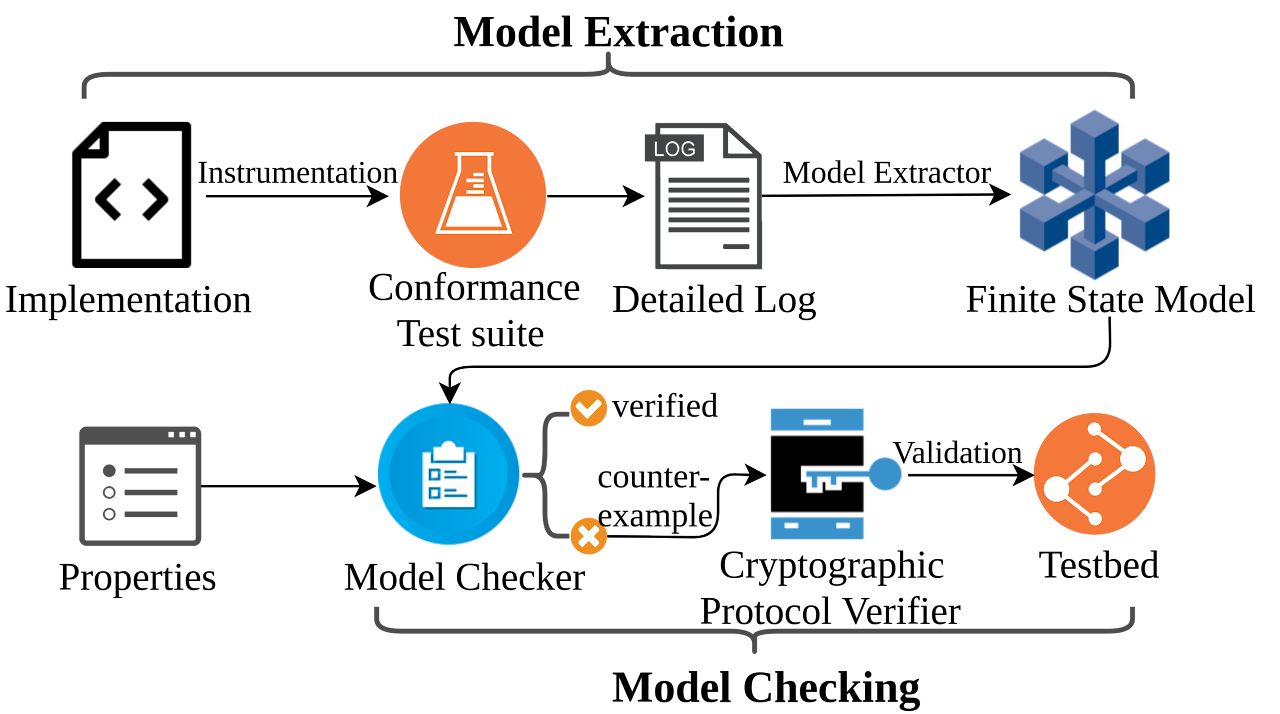 Model Extraction
Instrumentation
LOG
Model Extractor
Implementation
Conformance
Test suite
Detailed Log
Finite State Model
verified
counter-
example
Validation
Properties
Model Checker
Cryptographic
Protocol Verifier
Testbed
Model Checking